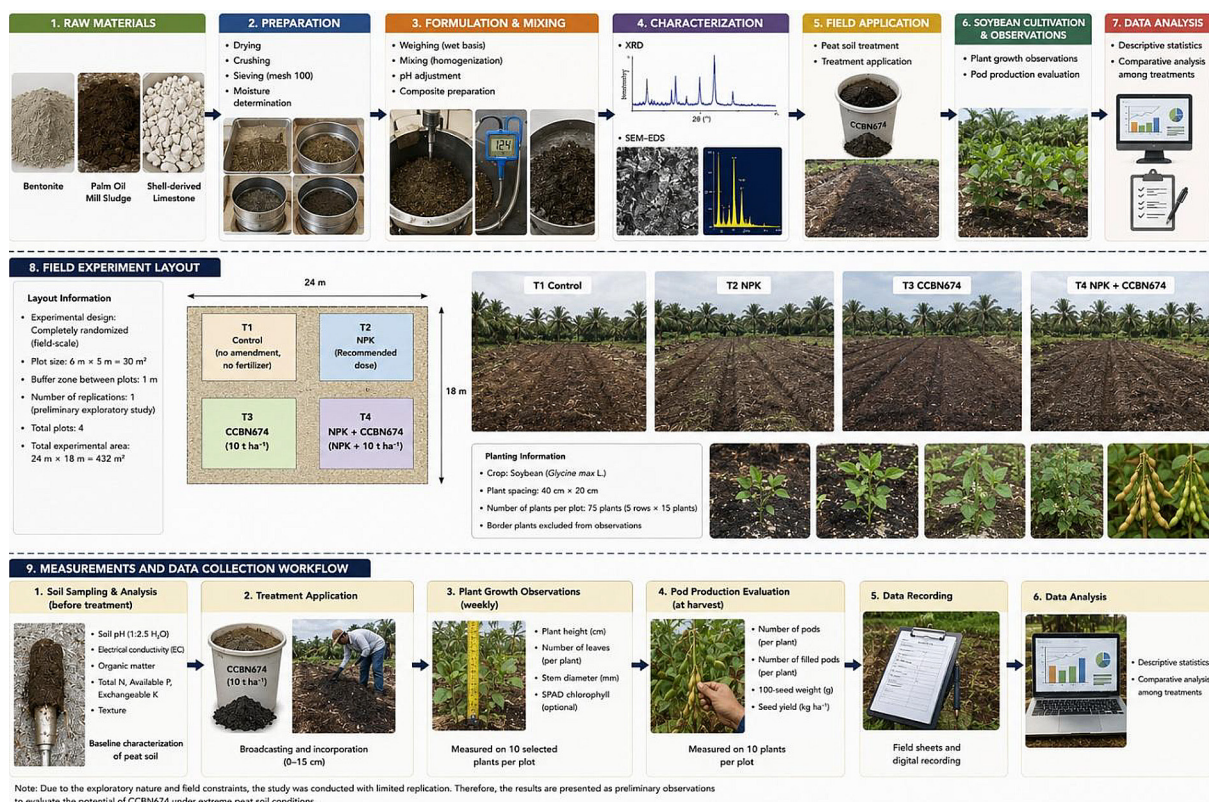 1. RAW MATERIALS
Bentonite
Palm Oil
Mill Sludge
Shell-derived
Limestone
2. PREPARATION
• Drying
• Crushing
• Sieving (mesh 100)
• Moisture
determination
3. FORMULATION & MIXING
• Weighing (wet basis)
• Mixing (homogenization)
• pH adjustment
• Composite preparation
4. CHARACTERIZATION
• XRD
2θ (°)
• SEM–EDS
5. FIELD APPLICATION
• Peat soil treatment
• Treatment application
CCBN674
6. SOYBEAN CULTIVATION
& OBSERVATIONS
• Plant growth observations
• Pod production evaluation
7. DATA ANALYSIS
• Descriptive statistics
• Comparative analysis
among treatments
8. FIELD EXPERIMENT LAYOUT
Layout Information
• Experimental design:
Completely randomized
(field-scale)
• Plot size: 6 m × 5 m = 30 m²
• Buffer zone between plots: 1 m
• Number of replications: 1
(preliminary exploratory study)
• Total plots: 4
• Total experimental area:
24 m × 18 m = 432 m²
24 m
T1
Control
(no amendment,
no fertilizer)
T2
NPK
(Recommended
dose)
T3
CCBN674
(10 t ha⁻¹)
T4
NPK + CCBN674
(NPK + 10 t ha⁻¹)
18 m
T1 Control
T2 NPK
T3 CCBN674
T4 NPK + CCBN674
Planting Information
• Crop: Soybean (Glycine max L.)
• Plant spacing: 40 cm × 20 cm
• Number of plants per plot: 75 plants (5 rows × 15 plants)
• Border plants excluded from observations
9. MEASUREMENTS AND DATA COLLECTION WORKFLOW
1. Soil Sampling & Analysis
(before treatment)
• Soil pH (1:2.5 H₂O)
• Electrical conductivity (EC)
• Organic matter
• Total N, Available P,
Exchangeable K
• Texture
Baseline characterization
of peat soil
2. Treatment Application
CCBN674
(10 t ha⁻¹)
Broadcasting and incorporation
(0–15 cm)
3. Plant Growth Observations
(weekly)
• Plant height (cm)
• Number of leaves
(per plant)
• Stem diameter (mm)
• SPAD chlorophyll
(optional)
Measured on 10 selected
plants per plot
4. Pod Production Evaluation
(at harvest)
• Number of pods
(per plant)
• Number of filled pods
(per plant)
• 100-seed weight (g)
• Seed yield (kg ha⁻¹)
Measured on 10 plants
per plot
5. Data Recording
Field sheets and
digital recording
6. Data Analysis
• Descriptive statistics
• Comparative analysis
among treatments
Note: Due to the exploratory nature and field constraints, the study was conducted with limited replication. Therefore, the results are presented as preliminary observations
to evaluate the potential of CCBN674 under extreme peat soil conditions.